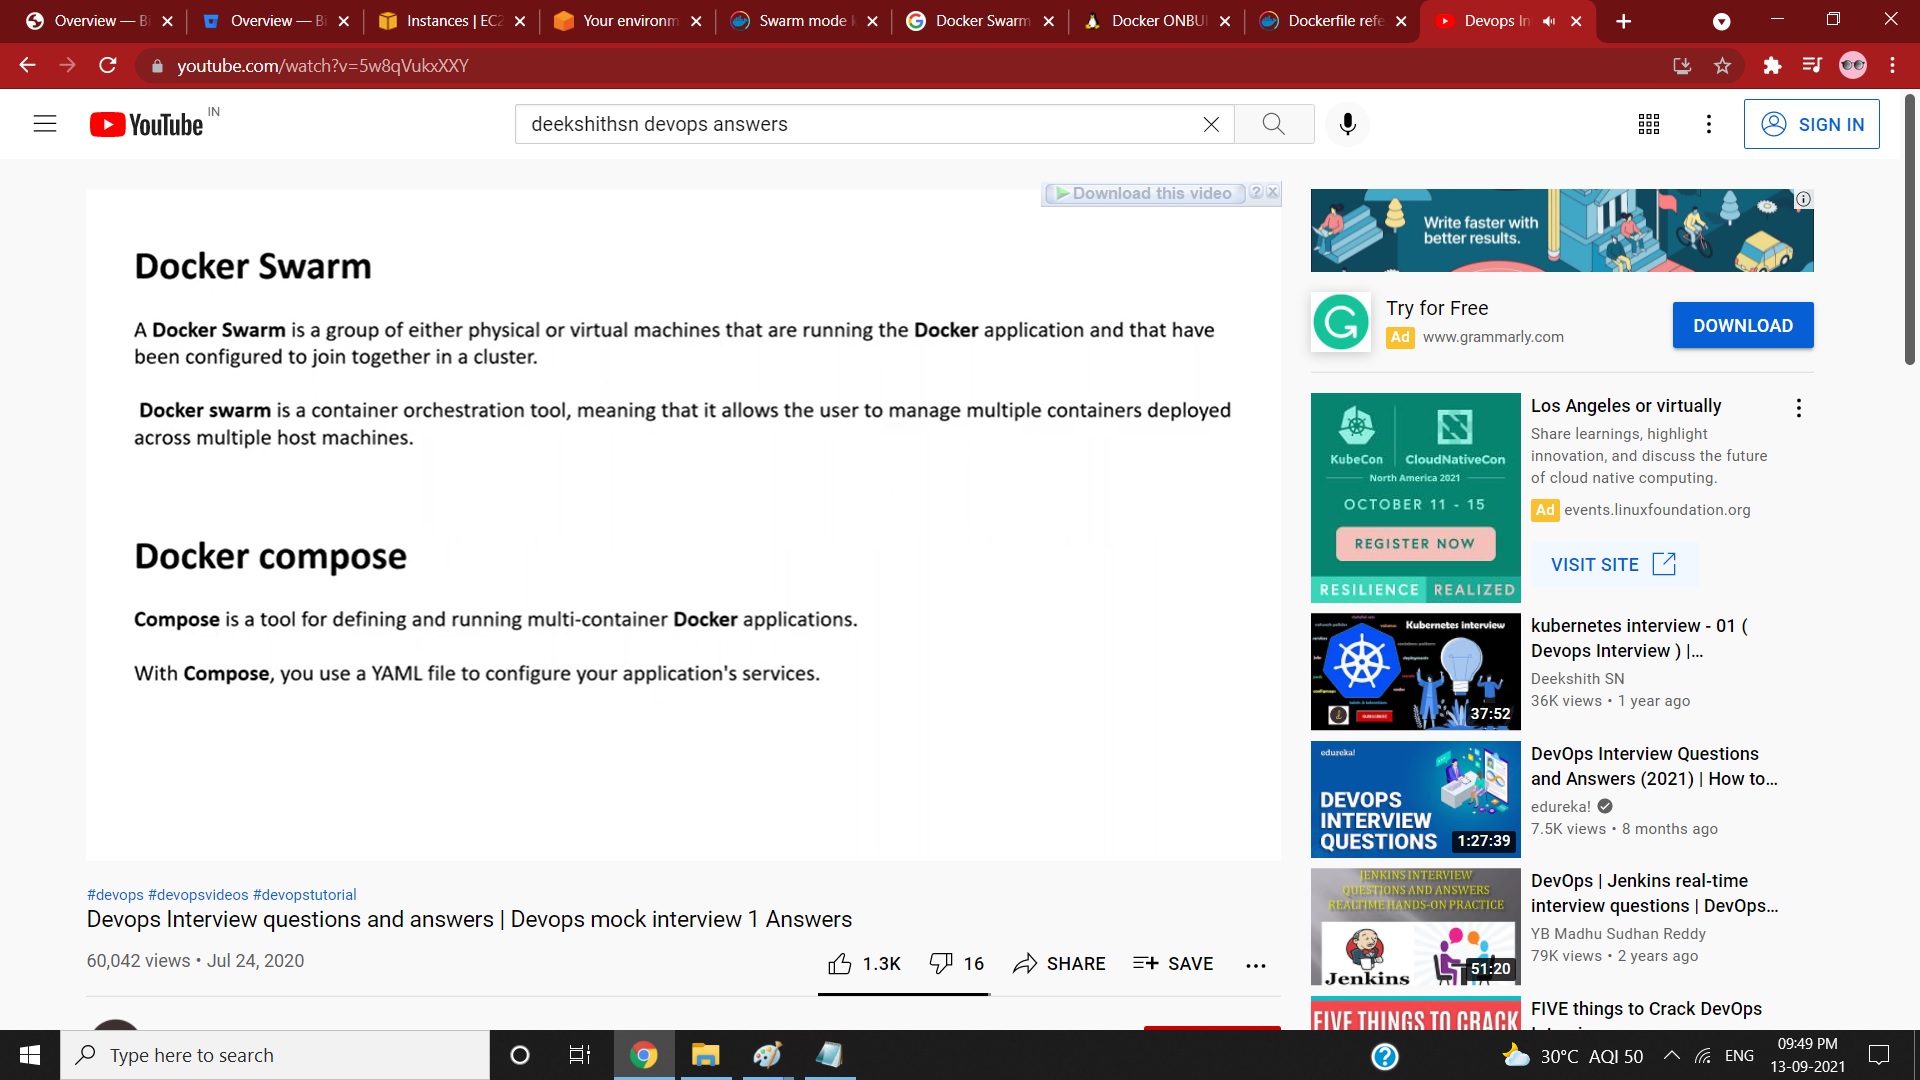 Overview — Bi
Overview — Bi
Instances | EC2
Your environm
Swarm mode k
Docker Swarm
Docker ONBUI
Dockerfile refe
Devops In
youtube.com/watch?v=5w8qVukxXXY
YouTube IN
deekshithsn devops answers
SIGN IN
Download this video
Docker Swarm
A Docker Swarm is a group of either physical or virtual machines that are running the Docker application and that have
been configured to join together in a cluster.
Docker swarm is a container orchestration tool, meaning that it allows the user to manage multiple containers deployed
across multiple host machines.
Docker compose
Compose is a tool for defining and running multi-container Docker applications.
With Compose, you use a YAML file to configure your application's services.
#devops #devopsvideos #devopstutorial
Devops Interview questions and answers | Devops mock interview 1 Answers
60,042 views • Jul 24, 2020
1.3K
16
SHARE
SAVE
Write faster with
better results.
Try for Free
Ad www.grammarly.com
DOWNLOAD
KubeCon
CloudNativeCon
North America 2021
OCTOBER 11 - 15
REGISTER NOW
RESILIENCE REALIZED
Los Angeles or virtually
Share learnings, highlight
innovation, and discuss the future
of cloud native computing.
Ad events.linuxfoundation.org
VISIT SITE
Kubernetes interview
37:52
kubernetes interview - 01 (
Devops Interview ) |...
Deekshith SN
36K views • 1 year ago
edureka!
DEVOPS
INTERVIEW
QUESTIONS
1:27:39
DevOps Interview Questions
and Answers (2021) | How to...
edureka!
7.5K views • 8 months ago
JENKINS INTERVIEW
QUESTIONS AND ANSWERS
REALTIME HANDS-ON PRACTICE
Jenkins
51:20
DevOps | Jenkins real-time
interview questions | DevOps...
YB Madhu Sudhan Reddy
79K views • 2 years ago
FIVE THINGS TO CRACK
FIVE things to Crack DevOps
Type here to search
30°C AQI 50
ENG
09:49 PM
13-09-2021